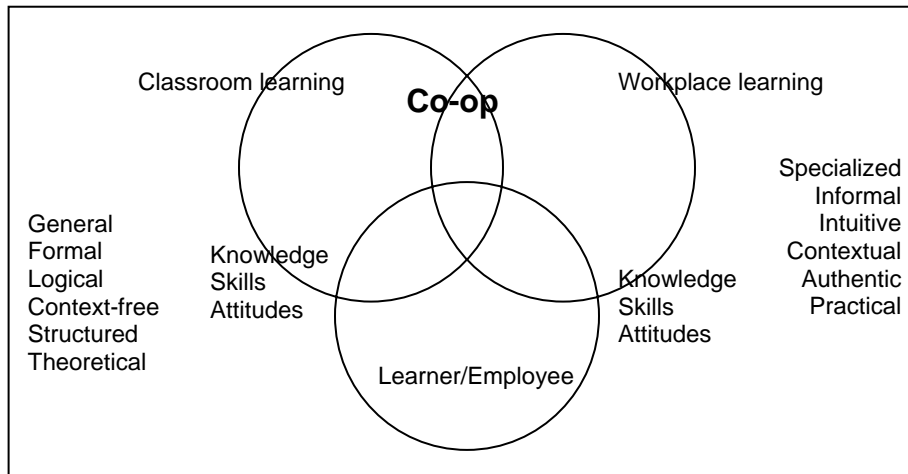 Classroom learning
Co-op
Workplace learning
General
Formal
Logical
Context-free
Structured
Theoretical
Knowledge
Skills
Attitudes
Knowledge
Skills
Attitudes
Specialized
Informal
Intuitive
Contextual
Authentic
Practical
Learner/Employee